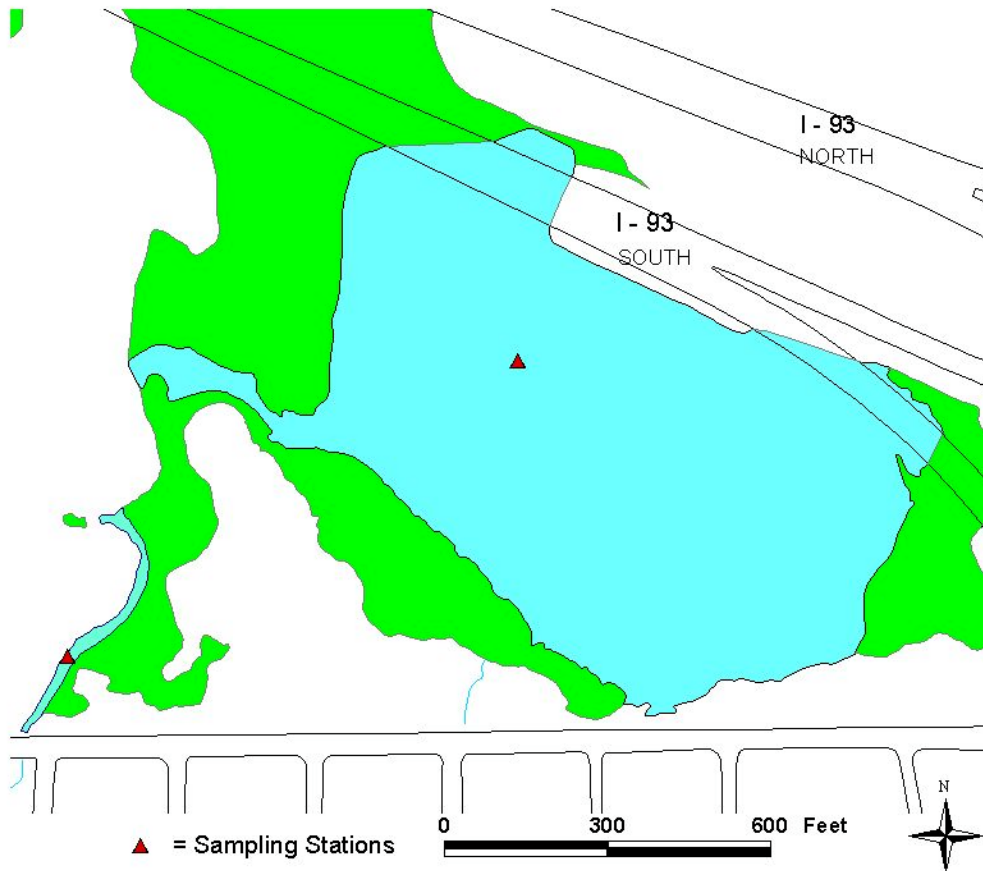 I - 93
NORTH
I - 93
SOUTH
N
0 300 600 Feet
= Sampling Stations